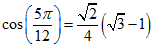 cos(5π/12) = √2/4 (√3−1)